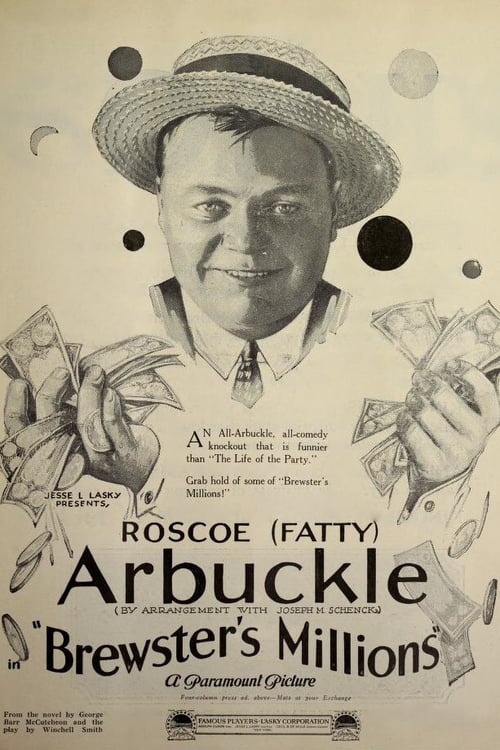 AN All-Arbuckle, all-comedy
knockout that is funnier
than "The Life of the Party."
Grab hold of some of "Brewster's
Millions!"
JESSE L LASKY
PRESENTS,
ROSCOE (FATTY)
Arbuckle
(BY ARRANGEMENT WITH JOSEPH M. SCHENCK)
in "Brewster's Millions"
A Paramount Picture
Four-column press ad. above—Mats at your Exchange
From the novel by George
Barr McCutcheon and the
play by Winchell Smith
FAMOUS PLAYERS-LASKY CORPORATION